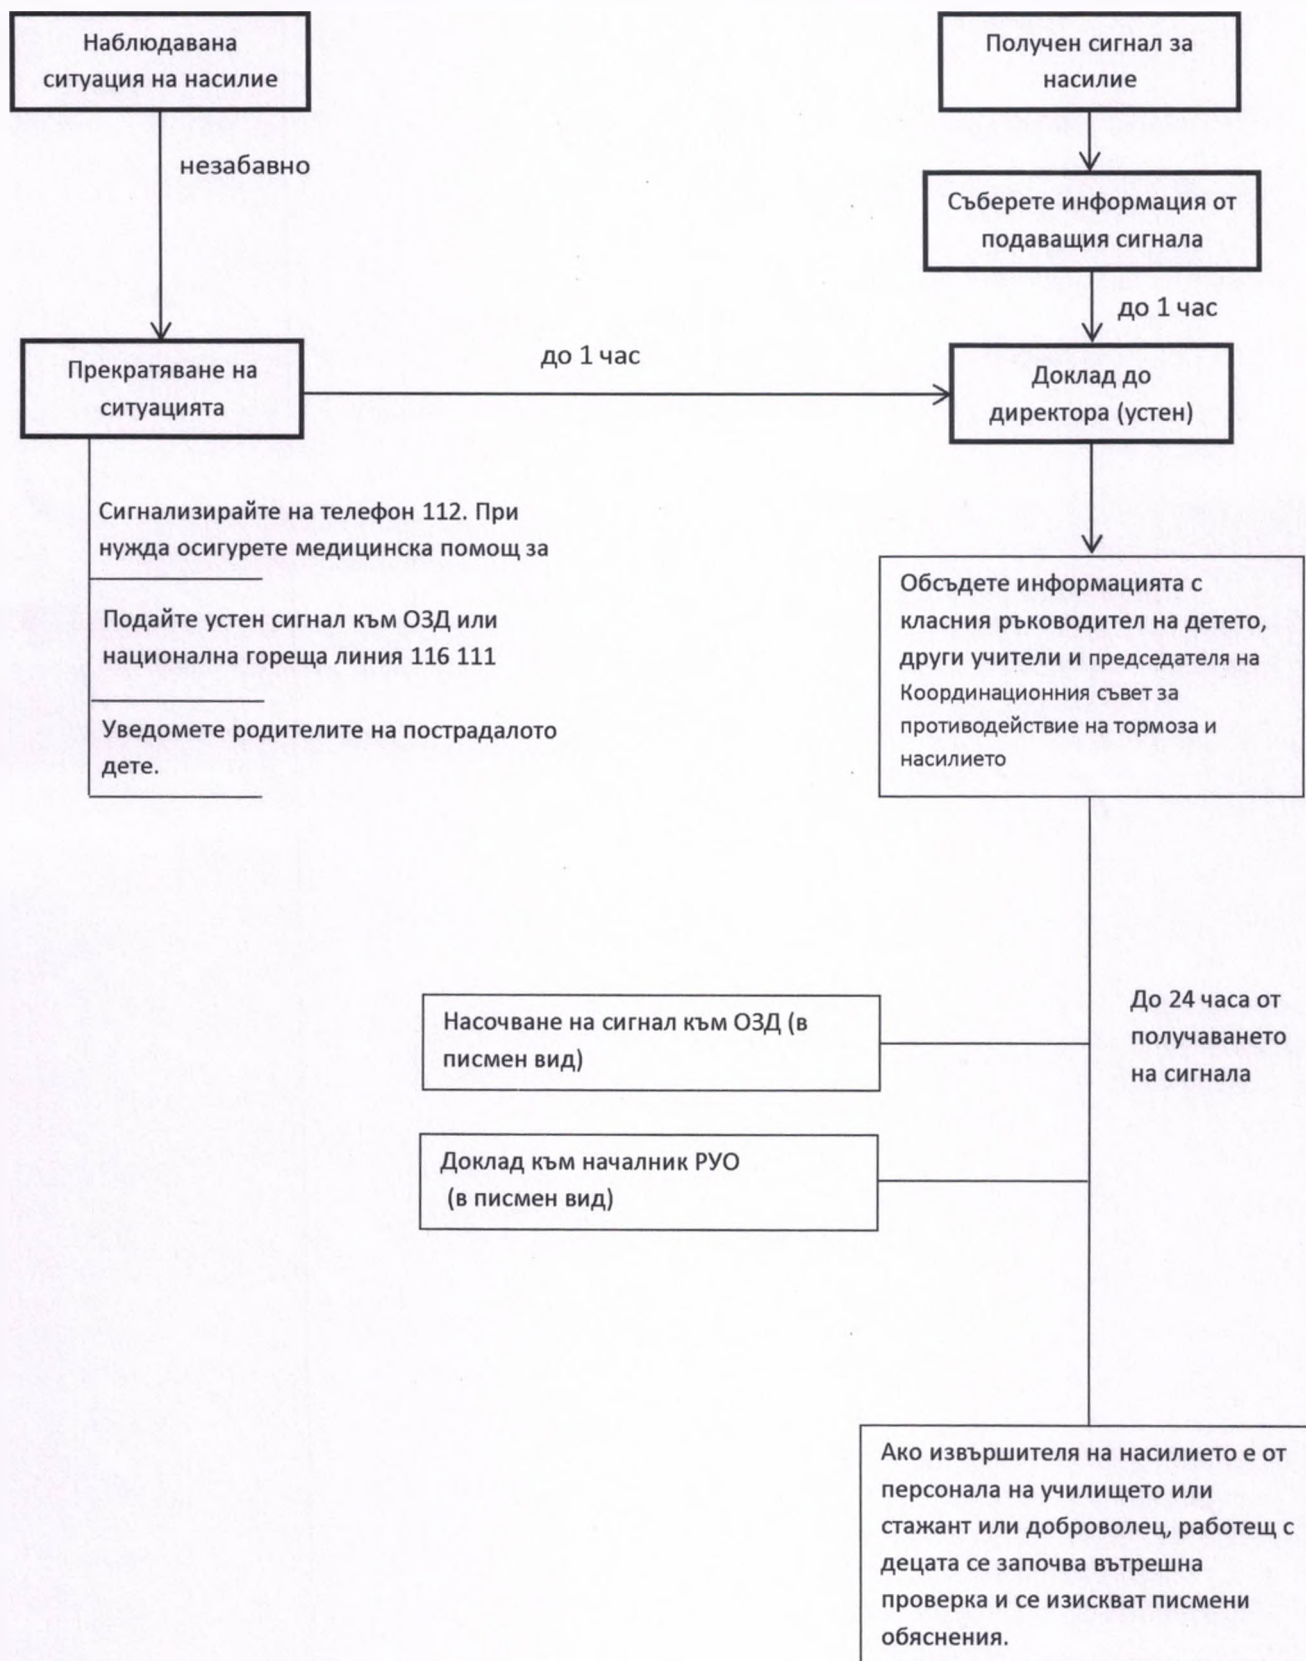 Наблюдавана
ситуация на насилие
незабавно
Прекратяване на
ситуацията
Сигнализирайте на телефон 112. При
нужда осигурете медицинска помощ за
Подайте устен сигнал към ОЗД или
национална гореща линия 116 111
Уведомете родителите на пострадалото
дете.
до 1 час
Получен сигнал за
насилие
Съберете информация от
подаващия сигнала
до 1 час
Доклад до
директора (устен)
Обсъдете информацията с
класния ръководител на детето,
други учители и председателя на
Координационния съвет за
противодействие на тормоза и
насилието
До 24 часа от
получаването
на сигнала
Насочване на сигнал към ОЗД (в
писмен вид)
Доклад към началник РУО
(в писмен вид)
Ако извършителя на насилието е от
персонала на училището или
стажант или доброволец, работещ с
децата се започва вътрешна
проверка и се изискват писмени
обяснения.